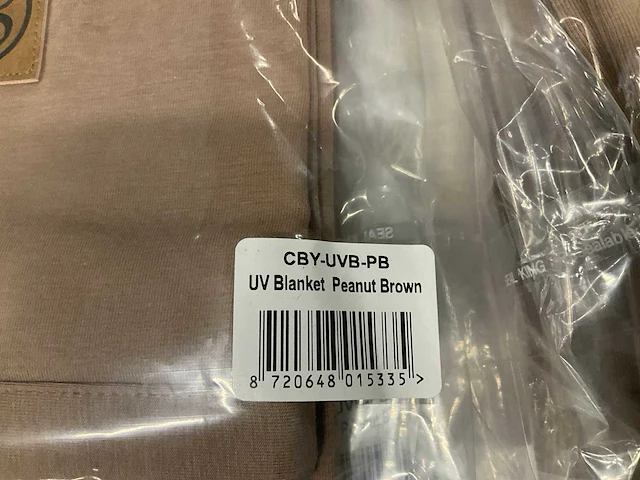 CBY-UVB-PB
UV Blanket Peanut Brown
8 720648 015335 >